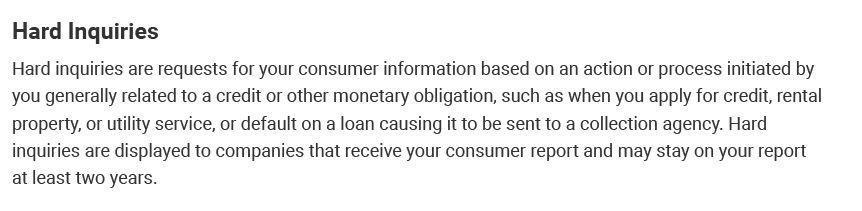 Hard Inquiries
Hard inquiries are requests for your consumer information based on an action or process initiated by
you generally related to a credit or other monetary obligation, such as when you apply for credit, rental
property, or utility service, or default on a loan causing it to be sent to a collection agency. Hard
inquiries are displayed to companies that receive your consumer report and may stay on your report
at least two years.